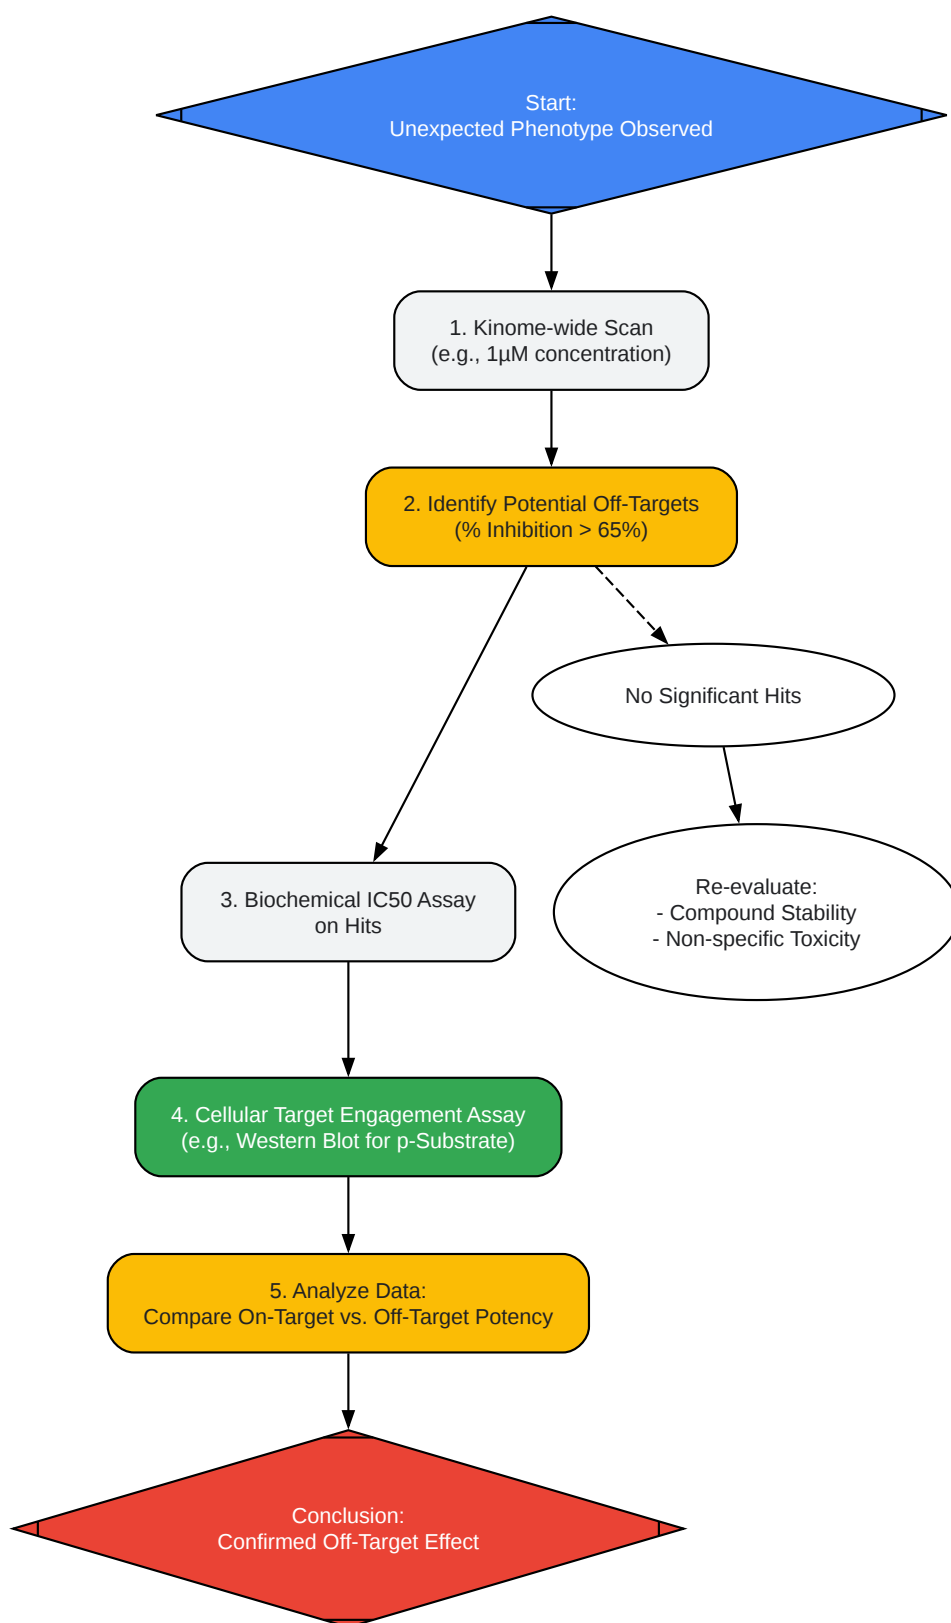 Start:
Unexpected Phenotype Observed
1. Kinome-wide Scan
(e.g., 1µM concentration)
2. Identify Potential Off-Targets
(% Inhibition > 65%)
No Significant Hits
Re-evaluate:
- Compound Stability
- Non-specific Toxicity
3. Biochemical IC50 Assay
on Hits
4. Cellular Target Engagement Assay
(e.g., Western Blot for p-Substrate)
5. Analyze Data:
Compare On-Target vs. Off-Target Potency
Conclusion:
Confirmed Off-Target Effect